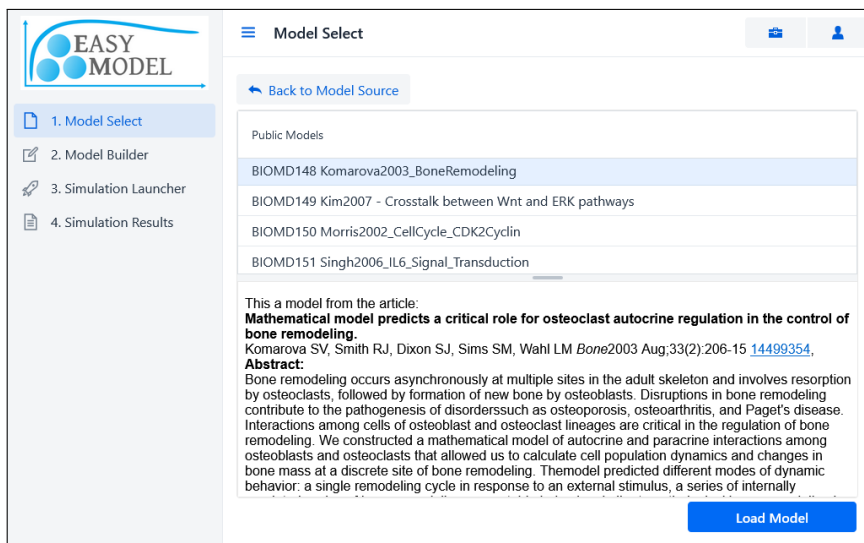 EASY
MODEL
Model Select
1. Model Select
2. Model Builder
3. Simulation Launcher
4. Simulation Results
Back to Model Source
Public Models
BIOMD148 Komarova2003_BoneRemodeling
BIOMD149 Kim2007 - Crosstalk between Wnt and ERK pathways
BIOMD150 Morris2002_CellCycle_CDK2Cyclin
BIOMD151 Singh2006_IL6_Signal_Transduction
This a model from the article:
Mathematical model predicts a critical role for osteoclast autocrine regulation in the control of
bone remodeling.
Komarova SV, Smith RJ, Dixon SJ, Sims SM, Wahl LM Bone2003 Aug;33(2):206-15 14499354,
Abstract:
Bone remodeling occurs asynchronously at multiple sites in the adult skeleton and involves resorption
by osteoclasts, followed by formation of new bone by osteoblasts. Disruptions in bone remodeling
contribute to the pathogenesis of disorderssuch as osteoporosis, osteoarthritis, and Paget's disease.
Interactions among cells of osteoblast and osteoclast lineages are critical in the regulation of bone
remodeling. We constructed a mathematical model of autocrine and paracrine interactions among
osteoblasts and osteoclasts that allowed us to calculate cell population dynamics and changes in
bone mass at a discrete site of bone remodeling. Themodel predicted different modes of dynamic
behavior: a single remodeling cycle in response to an external stimulus, a series of internally
Load Model